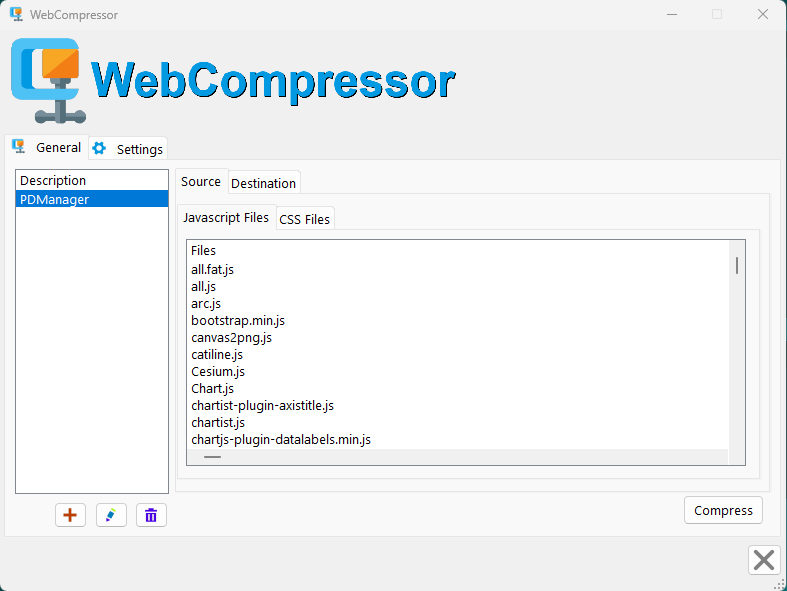 WebCompressor
WebCompressor
General
Settings
Description
PDManager
Source
Destination
Javascript Files
CSS Files
Files
all.fat.js
all.js
arc.js
bootstrap.min.js
canvas2png.js
catiline.js
Cesium.js
Chart.js
chartist-plugin-axistitle.js
chartist.js
chartjs-plugin-datalabels.min.js
Compress